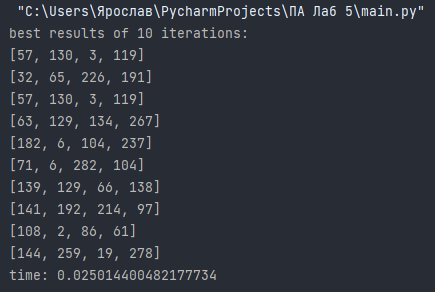 "C:\Users\Ярослав\PycharmProjects\ПА Лаб 5\main.py"
best results of 10 iterations:
[57, 130, 3, 119]
[32, 65, 226, 191]
[57, 130, 3, 119]
[63, 129, 134, 267]
[182, 6, 104, 237]
[71, 6, 282, 104]
[139, 129, 66, 138]
[141, 192, 214, 97]
[108, 2, 86, 61]
[144, 259, 19, 278]
time: 0.025014400482177734